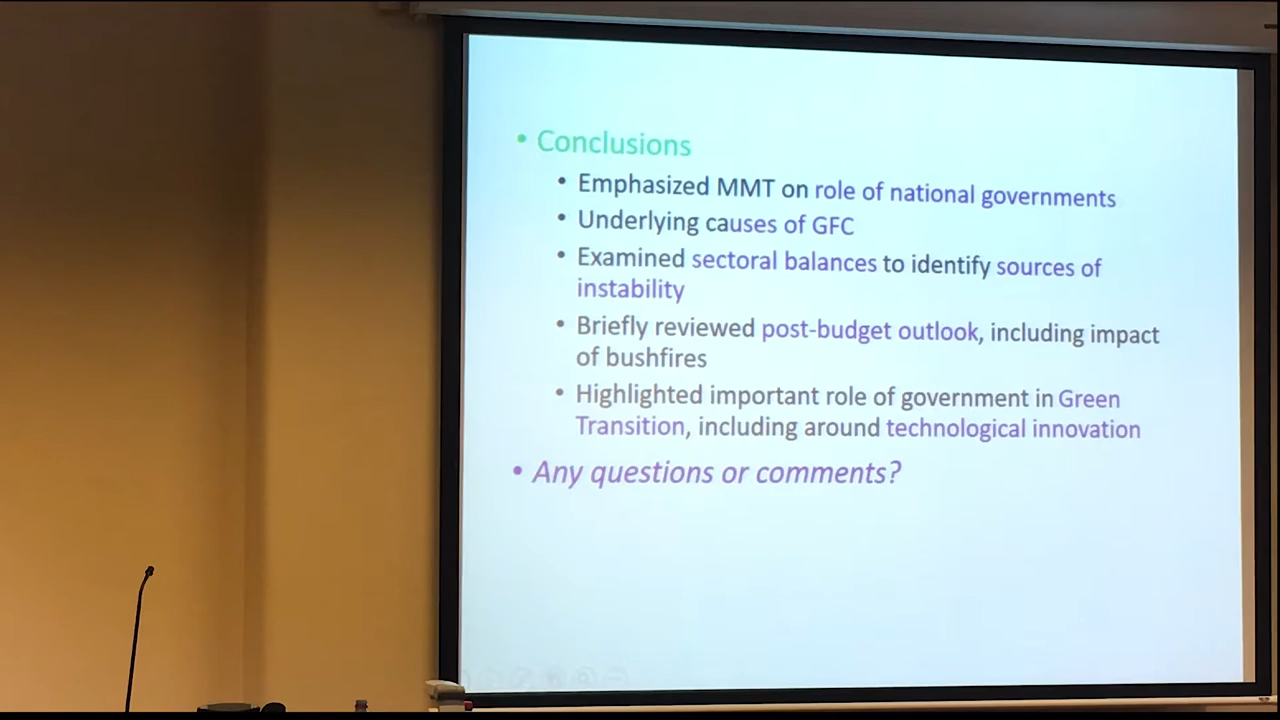 • Conclusions
• Emphasized MMT on role of national governments
• Underlying causes of GFC
• Examined sectoral balances to identify sources of
instability
• Briefly reviewed post-budget outlook, including impact
of bushfires
• Highlighted important role of government in Green
Transition, including around technological innovation
• Any questions or comments?